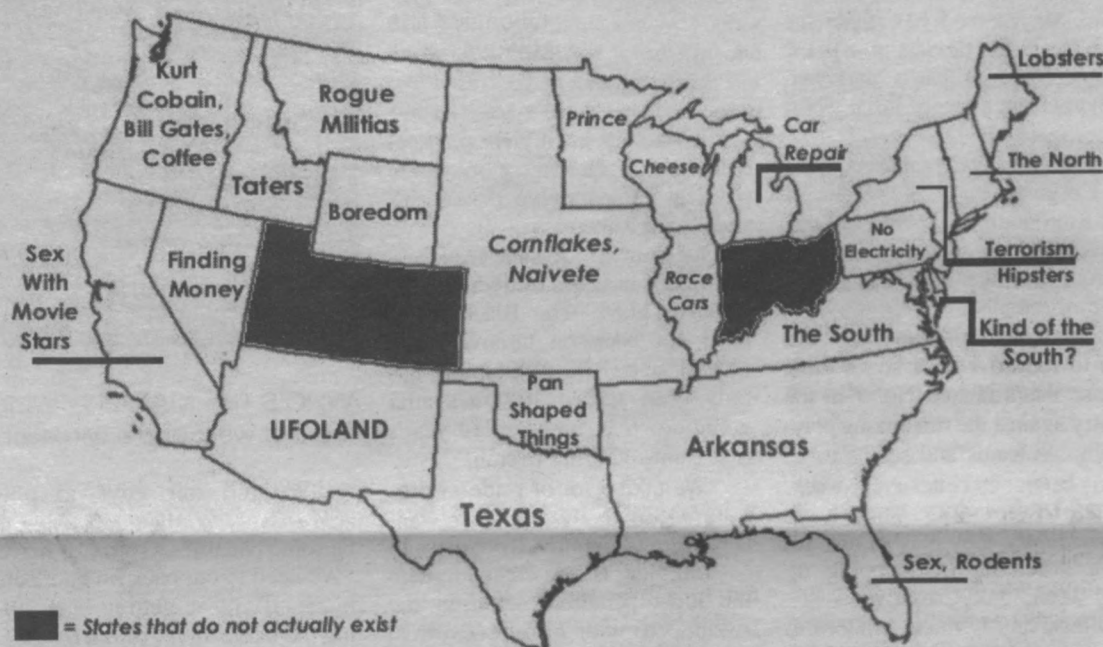 Kurt
Cobain,
Bill Gates,
Coffee
Rogue
Militias
Taters
Boredom
Sex
With
Movie
Stars
Finding
Money
Prince
Cheese
Car
Repair
Lobsters
The North
No
Electricity
Terrorism
Hipsters
Kind of the
South?
Cornflakes,
Naivete
Race
Cars
The South
UFOLAND
Pan
Shaped
Things
Arkansas
Texas
Sex, Rodents
= States that do not actually exist